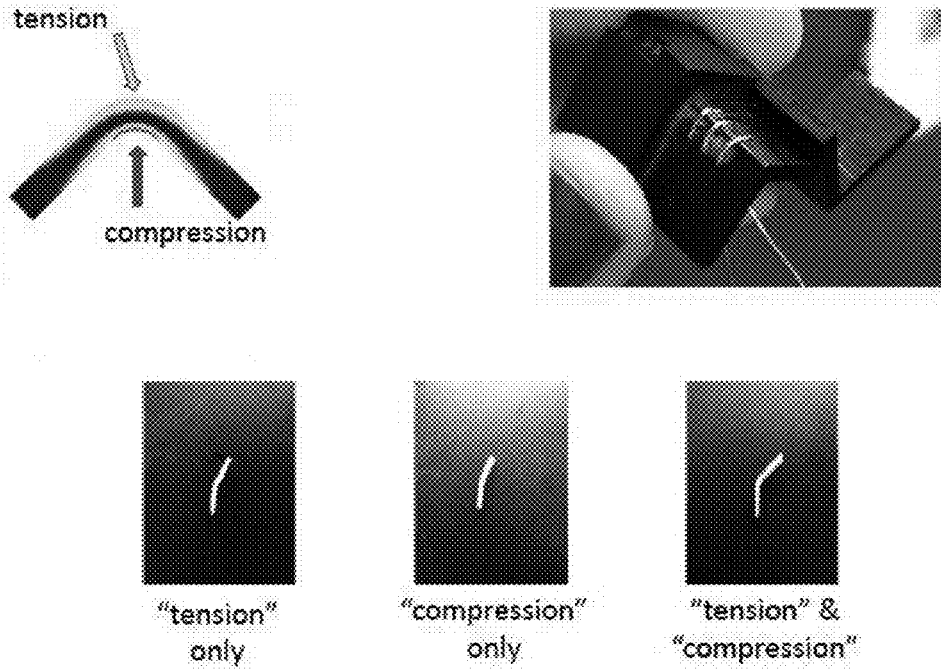 tension
compression
"tension"
only
"compression"
only
"tension" &
"compression"